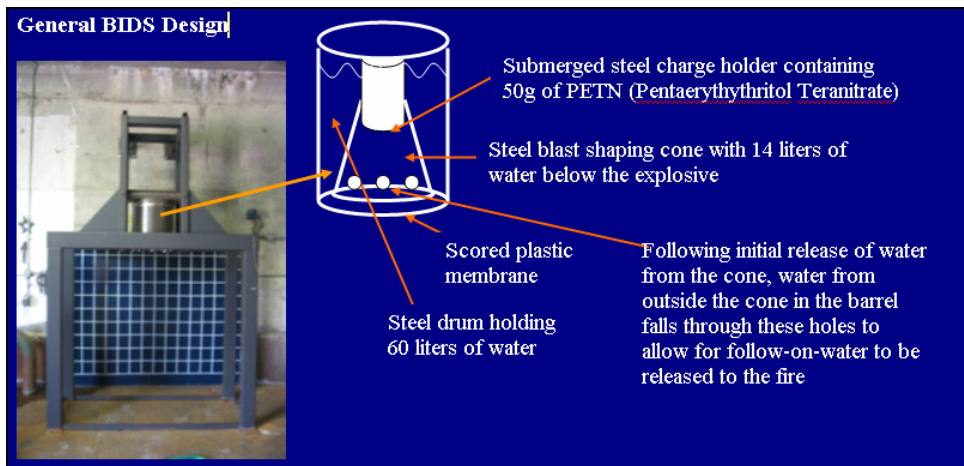 General BIDS Design
Submerged steel charge holder containing
50g of PETN (Pentaerythythritol Teranitrate)
Steel blast shaping cone with 14 liters of
water below the explosive
Scored plastic
membrane
Steel drum holding
60 liters of water
Following initial release of water
from the cone, water from
outside the cone in the barrel
falls through these holes to
allow for follow-on-water to be
released to the fire